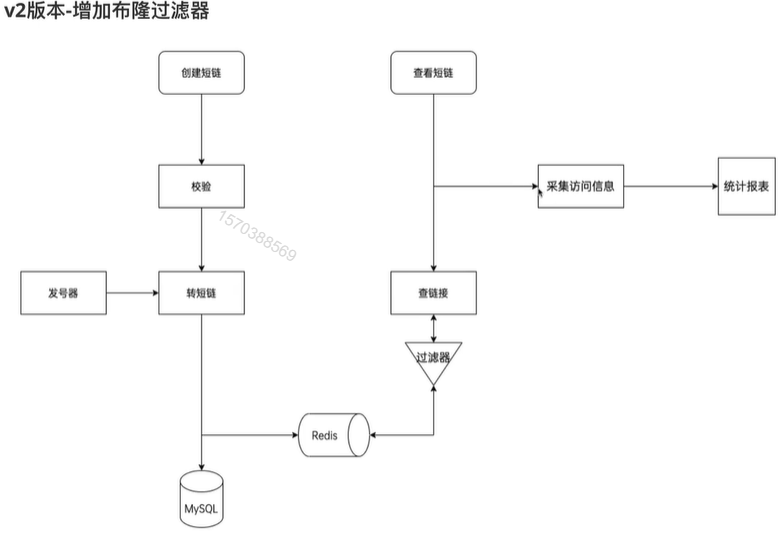 v2版本-增加布隆过滤器
创建短链
查看短链
校验
采集访问信息
统计报表
1570388569
发号器
转短链
查链接
过滤器
Redis
MySQL